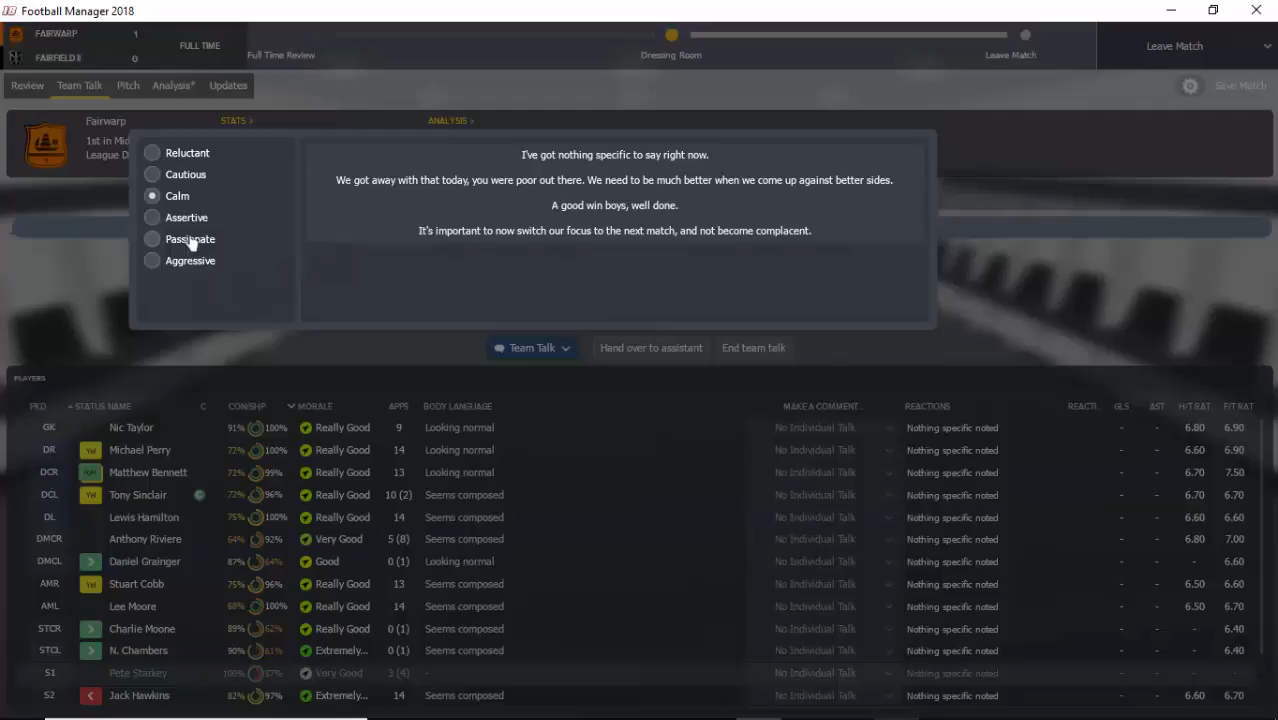 18 Football Manager 2018
FAIRWARP 1
FAIRFIELD II 0
FULL TIME
Full Time Review
Dressing Room
Leave Match
Leave Match
Review Team Talk Pitch Analysis* Updates
Save Match
Fairwarp
STATS >
ANALYSIS >
1st in Mid
League D
Reluctant
Cautious
Calm
Assertive
Passionate
Aggressive
I've got nothing specific to say right now.
We got away with that today, you were poor out there. We need to be much better when we come up against better sides.
A good win boys, well done.
It's important to now switch our focus to the next match, and not become complacent.
Team Talk Hand over to assistant End team talk
PLAYERS
PKD STATUS NAME C CON/SHP MORALE APPS BODY LANGUAGE MAKE A COMMENT... REACTIONS REACTI... GLS AST H/T RAT F/T RAT
GK Nic Taylor 91% 100% Really Good 9 Looking normal No Individual Talk Nothing specific noted - - 6.80 6.90
DR Yel Michael Perry 72% 100% Really Good 14 Looking normal No Individual Talk Nothing specific noted - - 6.60 6.90
DCR PoM Matthew Bennett 72% 99% Really Good 13 Looking normal No Individual Talk Nothing specific noted - - 6.70 7.50
DCL Yel Tony Sinclair C 72% 96% Really Good 10 (2) Seems composed No Individual Talk Nothing specific noted - - 6.70 6.70
DL Lewis Hamilton 75% 100% Really Good 14 Seems composed No Individual Talk Nothing specific noted - - 6.60 6.60
DMCR Anthony Riviere 64% 92% Very Good 5 (8) Seems composed No Individual Talk Nothing specific noted - - 6.80 7.00
DMCL Daniel Grainger 87% 64% Good 0 (1) Looking normal No Individual Talk Nothing specific noted - - - 6.60
AMR Yel Stuart Cobb 75% 96% Really Good 13 Seems composed No Individual Talk Nothing specific noted - - 6.50 6.60
AML Lee Moore 68% 100% Really Good 14 Seems composed No Individual Talk Nothing specific noted - - 6.50 6.70
STCR Charlie Moone 89% 62% Really Good 0 (1) Seems composed No Individual Talk Nothing specific noted - - - 6.40
STCL N. Chambers 90% 61% Extremely... 0 (1) Seems composed No Individual Talk Nothing specific noted - - - 6.40
S1 Pete Starkey 100% 57% Very Good 3 (4) - No Individual Talk Nothing specific noted - - - -
S2 Jack Hawkins 82% 97% Extremely... 14 Seems composed No Individual Talk Nothing specific noted - - 6.60 6.70